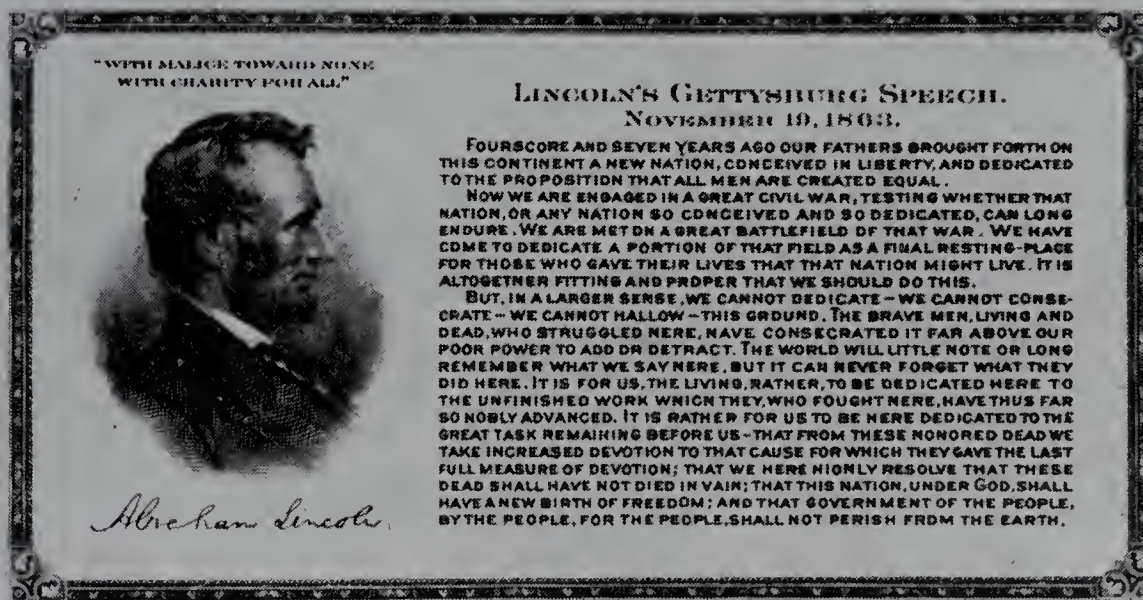 "WITH MALICE TOWARD NONE
WITH CHARITY FOR ALL"
LINCOLN'S GETTYSBURG SPEECH.
NOVEMBER 19, 1863.
FOURSCORE AND SEVEN YEARS AGO OUR FATHERS BROUGHT FORTH ON
THIS CONTINENT A NEW NATION, CONCEIVED IN LIBERTY, AND DEDICATED
TO THE PROPOSITION THAT ALL MEN ARE CREATED EQUAL.
NOW WE ARE ENGAGED IN A GREAT CIVIL WAR, TESTING WHETHER THAT
NATION, OR ANY NATION SO CONCEIVED AND SO DEDICATED, CAN LONG
ENDURE. WE ARE MET ON A GREAT BATTLEFIELD OF THAT WAR. WE HAVE
COME TO DEDICATE A PORTION OF THAT FIELD AS A FINAL RESTING-PLACE
FOR THOSE WHO GAVE THEIR LIVES THAT THAT NATION MIGHT LIVE. IT IS
ALTOGETHER FITTING AND PROPER THAT WE SHOULD DO THIS.
BUT, IN A LARGER SENSE, WE CANNOT DEDICATE – WE CANNOT CONSE-
CRATE – WE CANNOT HALLOW – THIS GROUND. THE BRAVE MEN, LIVING AND
DEAD, WHO STRUGGLED HERE, HAVE CONSECRATED IT FAR ABOVE OUR
POOR POWER TO ADD OR DETRACT. THE WORLD WILL LITTLE NOTE OR LONG
REMEMBER WHAT WE SAY HERE, BUT IT CAN NEVER FORGET WHAT THEY
DID HERE. IT IS FOR US, THE LIVING, RATHER, TO BE DEDICATED HERE TO
THE UNFINISHED WORK WHICH THEY, WHO FOUGHT HERE, HAVE THUS FAR
SO NOBLY ADVANCED. IT IS RATHER FOR US TO BE HERE DEDICATED TO THE
GREAT TASK REMAINING BEFORE US – THAT FROM THESE HONORED DEAD WE
TAKE INCREASED DEVOTION TO THAT CAUSE FOR WHICH THEY GAVE THE LAST
FULL MEASURE OF DEVOTION; THAT WE HERE HIGHLY RESOLVE THAT THESE
DEAD SHALL HAVE NOT DIED IN VAIN; THAT THIS NATION, UNDER GOD, SHALL
HAVE A NEW BIRTH OF FREEDOM; AND THAT GOVERNMENT OF THE PEOPLE,
BY THE PEOPLE, FOR THE PEOPLE, SHALL NOT PERISH FROM THE EARTH.
Abraham Lincoln.